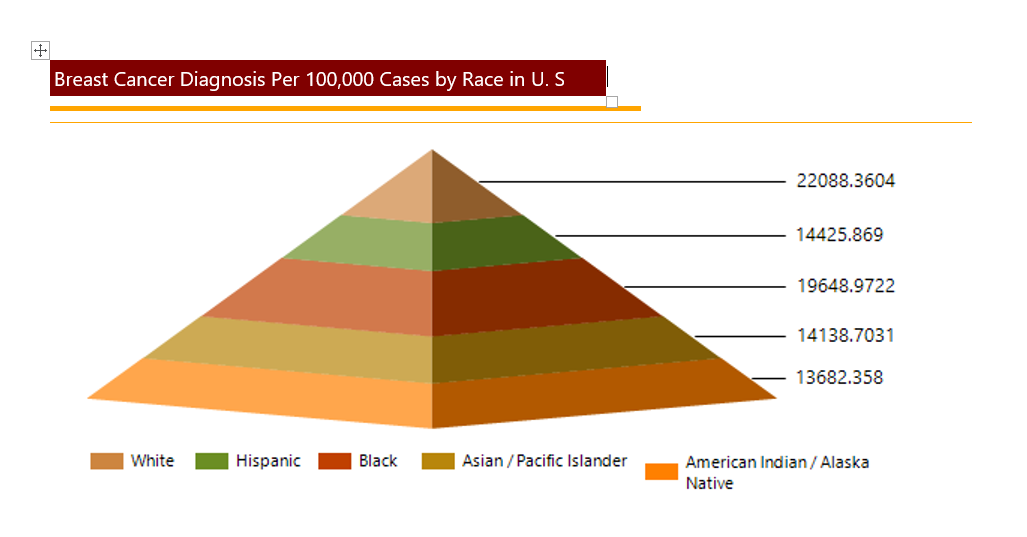 Breast Cancer Diagnosis Per 100,000 Cases by Race in U. S
22088.3604
14425.869
19648.9722
14138.7031
13682.358
White
Hispanic
Black
Asian / Pacific Islander
American Indian / Alaska
Native